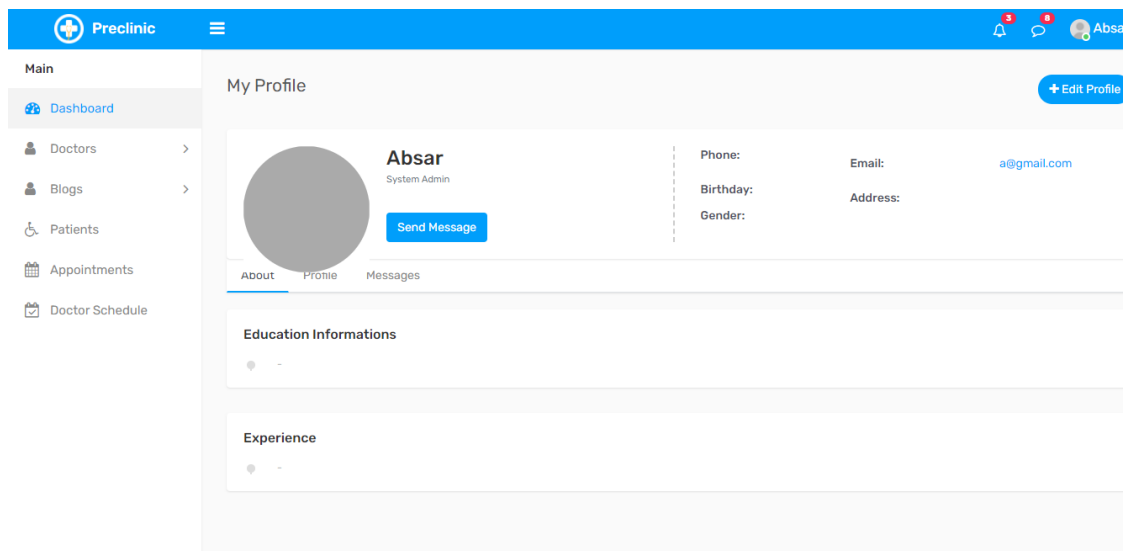 Preclinic
3
8
Absa
Main
My Profile
+ Edit Profile
Dashboard
Doctors
Blogs
Patients
Appointments
Doctor Schedule
Absar
System Admin
Send Message
Phone:
Birthday:
Gender:
Email:
a@gmail.com
Address:
About
Profile
Messages
Education Informations
-
Experience
-